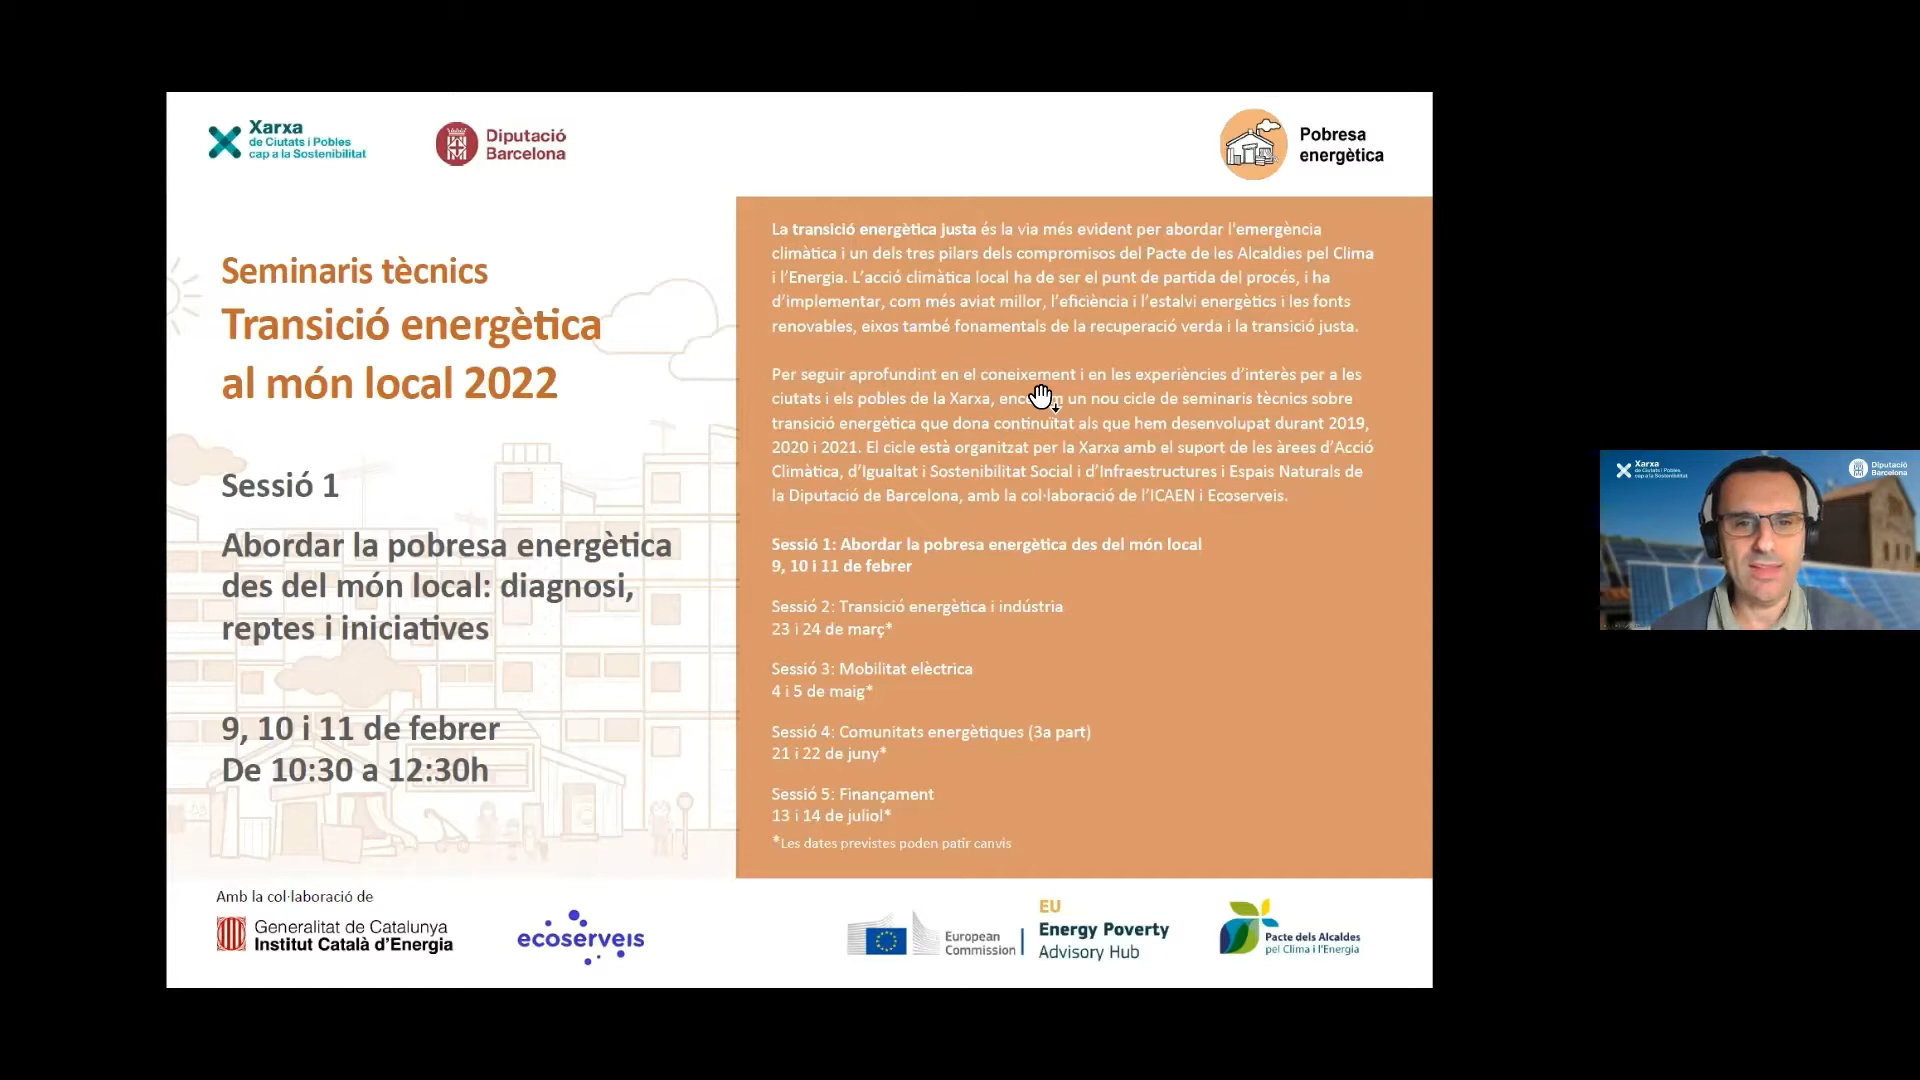 Xarxa
de Ciutats i Pobles
cap a la Sostenibilitat
Diputació
Barcelona
Pobresa
energètica
Seminaris tècnics
Transició energètica
al món local 2022
Sessió 1
Abordar la pobresa energètica
des del món local: diagnosi,
reptes i iniciatives
9, 10 i 11 de febrer
De 10:30 a 12:30h
La transició energètica justa és la via més evident per abordar l'emergència
climàtica i un dels tres pilars dels compromisos del Pacte de les Alcaldies pel Clima
i l'Energia. L'acció climàtica local ha de ser el punt de partida del procés, i ha
d'implementar, com més aviat millor, l'eficiència i l'estalvi energètics i les fonts
renovables, eixos també fonamentals de la recuperació verda i la transició justa.
Per seguir aprofundint en el coneixement i en les experiències d'interès per a les
ciutats i els pobles de la Xarxa, un nou cicle de seminaris tècnics sobre
transició energètica que dona continuïtat als que hem desenvolupat durant 2019,
2020 i 2021. El cicle està organitzat per la Xarxa amb el suport de les àrees d'Acció
Climàtica, d'Igualtat i Sostenibilitat Social i d'Infraestructures i Espais Naturals de
la Diputació de Barcelona, amb la col·laboració de l'ICAEN i Ecoserveis.
Sessió 1: Abordar la pobresa energètica des del món local
9, 10 i 11 de febrer
Sessió 2: Transició energètica i indústria
23 i 24 de març*
Sessió 3: Mobilitat elèctrica
4 i 5 de maig*
Sessió 4: Comunitats energètiques (3a part)
21 i 22 de juny*
Sessió 5: Finançament
13 i 14 de juliol*
*Les dates previstes poden patir canvis
Amb la col·laboració de
Generalitat de Catalunya
Institut Català d'Energia
ecoserveis
European
Commission
EU
Energy Poverty
Advisory Hub
Pacte dels Alcaldes
pel Clima i l'Energia
Xarxa
de Ciutats i Pobles
cap a la Sostenibilitat
Diputació
Barcelona